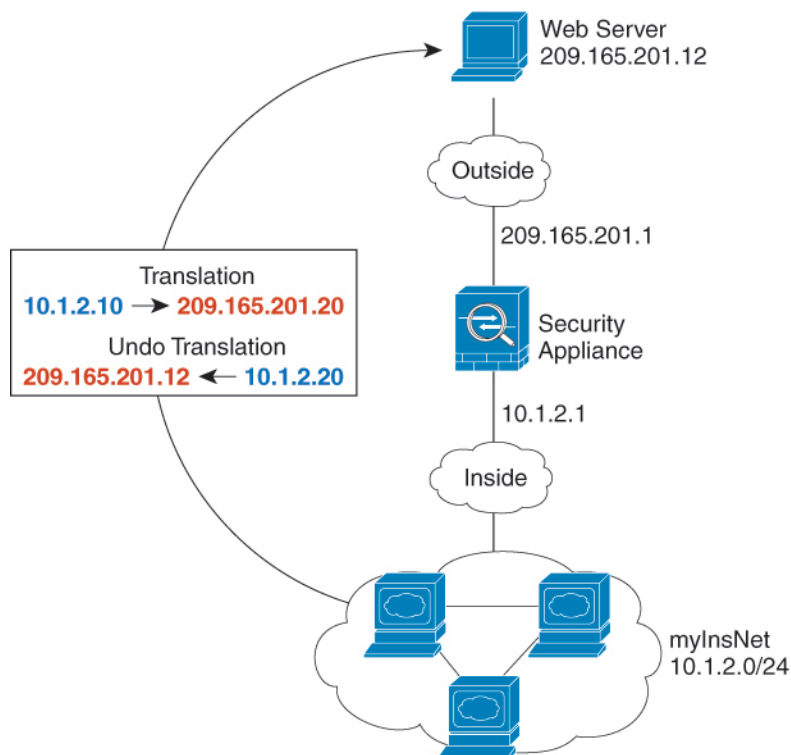 Web Server
209.165.201.12
Outside
209.165.201.1
Translation
10.1.2.10 → 209.165.201.20
Undo Translation
209.165.201.12 ← 10.1.2.20
Security
Appliance
10.1.2.1
Inside
myInsNet
10.1.2.0/24